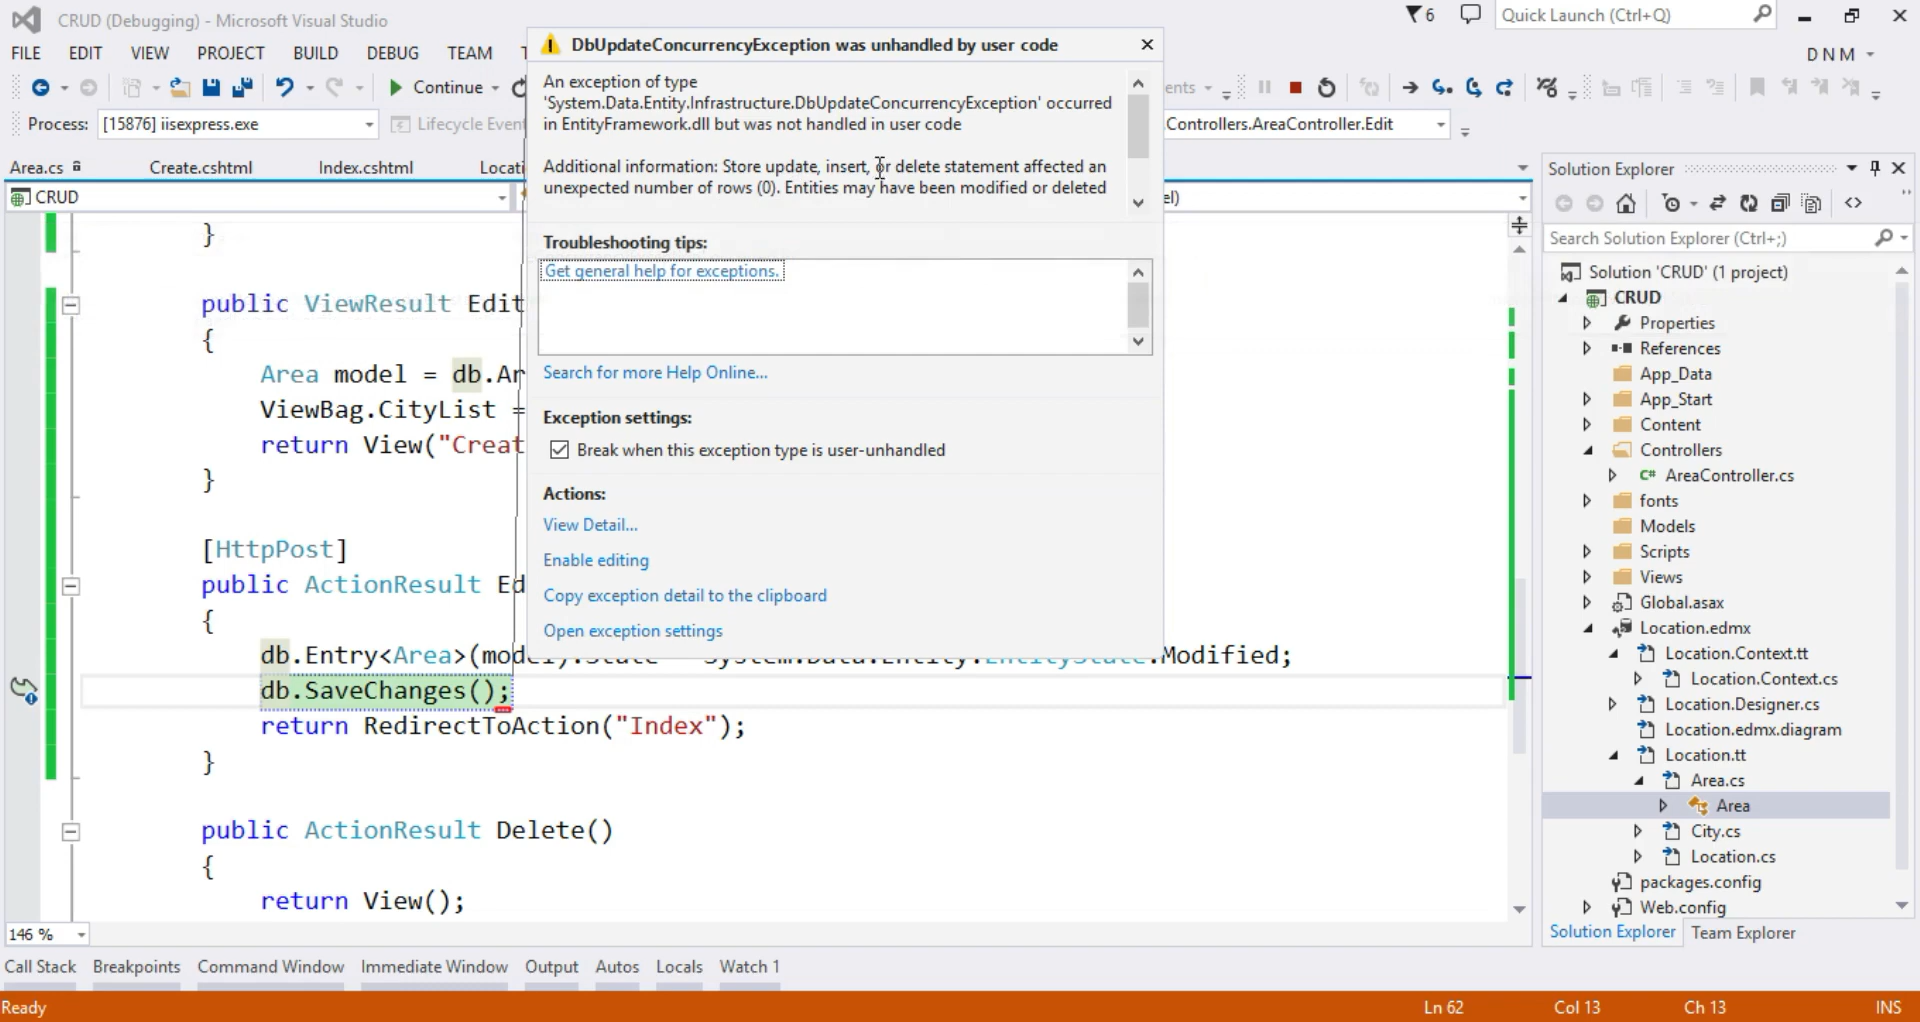 CRUD (Debugging) - Microsoft Visual Studio
6
Quick Launch (Ctrl+Q)
FILE EDIT VIEW PROJECT BUILD DEBUG TEAM
D N M
Continue
Process: [15876] iisexpress.exe
Lifecycle Even
Controllers.AreaController.Edit
Area.cs Create.cshtml Index.cshtml Locati
CRUD
el)
DbUpdateConcurrencyException was unhandled by user code
An exception of type
'System.Data.Entity.Infrastructure.DbUpdateConcurrencyException' occurred
in EntityFramework.dll but was not handled in user code
Additional information: Store update, insert, or delete statement affected an
unexpected number of rows (0). Entities may have been modified or deleted
Troubleshooting tips:
Get general help for exceptions.
Search for more Help Online...
Exception settings:
Break when this exception type is user-unhandled
Actions:
View Detail...
Enable editing
Copy exception detail to the clipboard
Open exception settings
}
public ViewResult Edit
{
Area model = db.Ar
ViewBag.CityList =
return View("Creat
}
[HttpPost]
public ActionResult Ed
{
db.Entry<Area>(model).State = System.Data.Entity.EntityState.Modified;
db.SaveChanges();
return RedirectToAction("Index");
}
public ActionResult Delete()
{
return View();
146 %
Solution Explorer
Search Solution Explorer (Ctrl+;)
Solution 'CRUD' (1 project)
CRUD
Properties
References
App_Data
App_Start
Content
Controllers
C# AreaController.cs
fonts
Models
Scripts
Views
Global.asax
Location.edmx
Location.Context.tt
Location.Context.cs
Location.Designer.cs
Location.edmx.diagram
Location.tt
Area.cs
Area
City.cs
Location.cs
packages.config
Web.config
Solution Explorer Team Explorer
Call Stack Breakpoints Command Window Immediate Window Output Autos Locals Watch 1
Ready
Ln 62 Col 13 Ch 13 INS